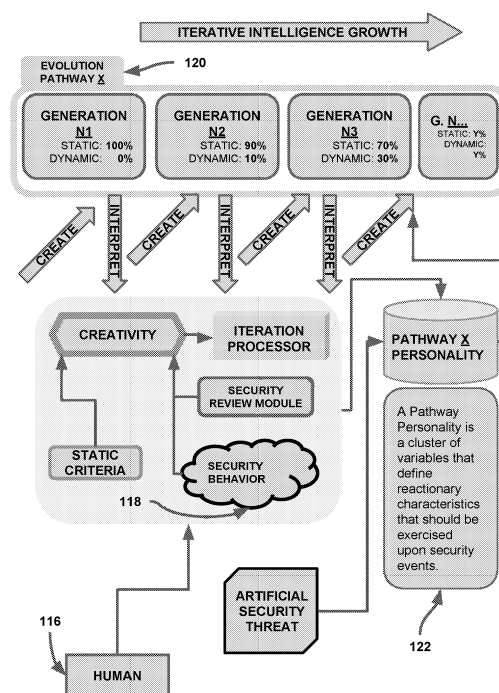 ITERATIVE INTELLIGENCE GROWTH
EVOLUTION
PATHWAY X
120
GENERATION
N1
STATIC: 100%
DYNAMIC: 0%
GENERATION
N2
STATIC: 90%
DYNAMIC: 10%
GENERATION
N3
STATIC: 70%
DYNAMIC: 30%
G. N...
STATIC: Y%
DYNAMIC:
Y%
CREATE
INTERPRET
CREATE
INTERPRET
CREATE
INTERPRET
CREATE
CREATIVITY
ITERATION
PROCESSOR
SECURITY
REVIEW MODULE
STATIC
CRITERIA
SECURITY
BEHAVIOR
118
PATHWAY X
PERSONALITY
A Pathway
Personality is
a cluster of
variables that
define
reactionary
characteristics
that should be
exercised
upon security
events.
122
ARTIFICIAL
SECURITY
THREAT
116
HUMAN